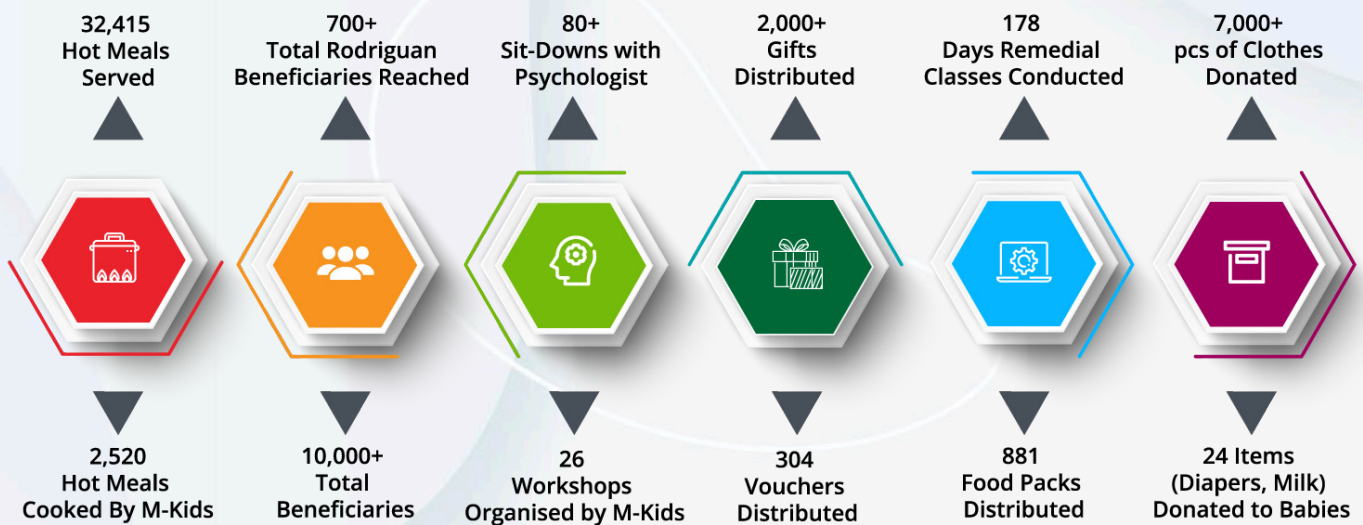 32,415
Hot Meals
Served
700+
Total Rodriguan
Beneficiaries Reached
80+
Sit-Downs with
Psychologist
2,000+
Gifts
Distributed
178
Days Remedial
Classes Conducted
7,000+
pcs of Clothes
Donated
2,520
Hot Meals
Cooked By M-Kids
10,000+
Total
Beneficiaries
26
Workshops
Organised by M-Kids
304
Vouchers
Distributed
881
Food Packs
Distributed
24 Items
(Diapers, Milk)
Donated to Babies